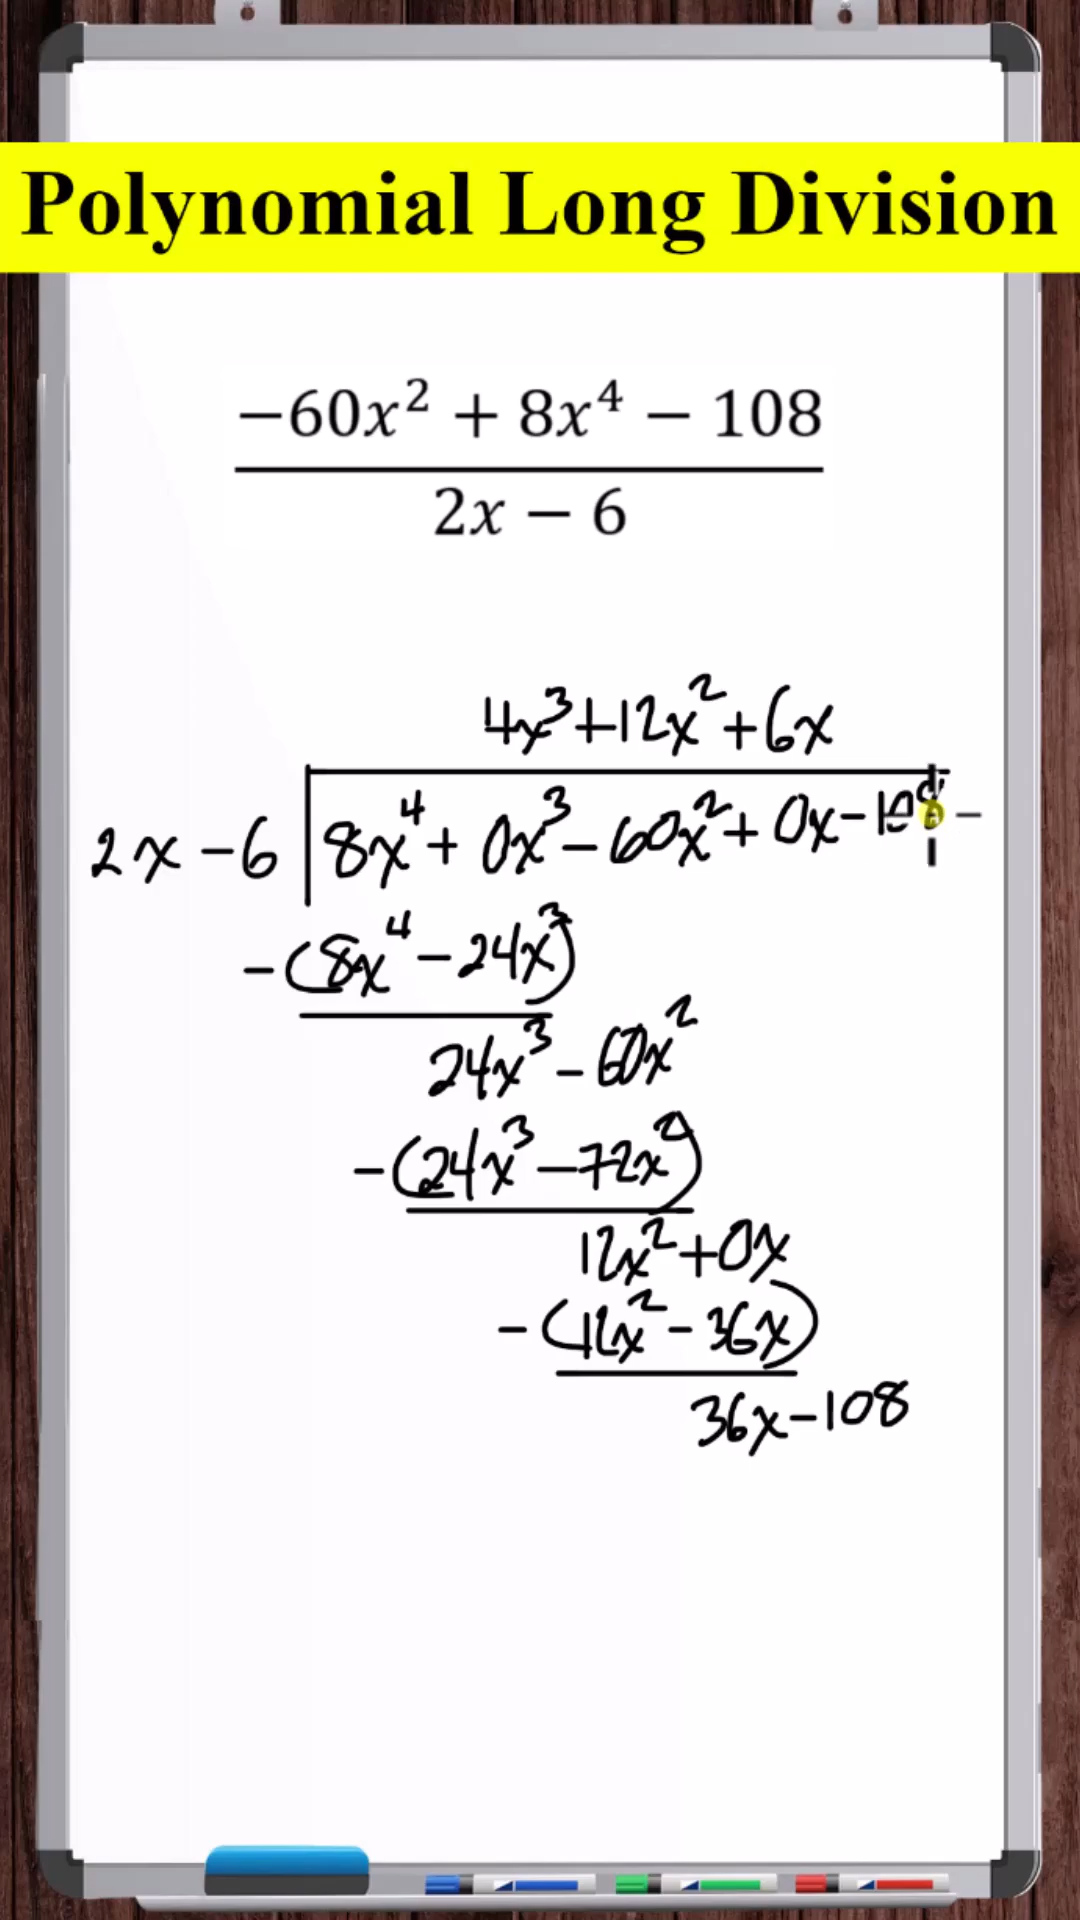 Polynomial Long Division
−60x² + 8x⁴ − 108
2x − 6
4x³+12x²+6x
2x−6 8x⁴+ 0x³−60x²+ 0x−108
−(8x⁴−24x³)
24x³−60x²
−(24x³−72x²)
12x²+0x
−(12x²−36x)
36x−108